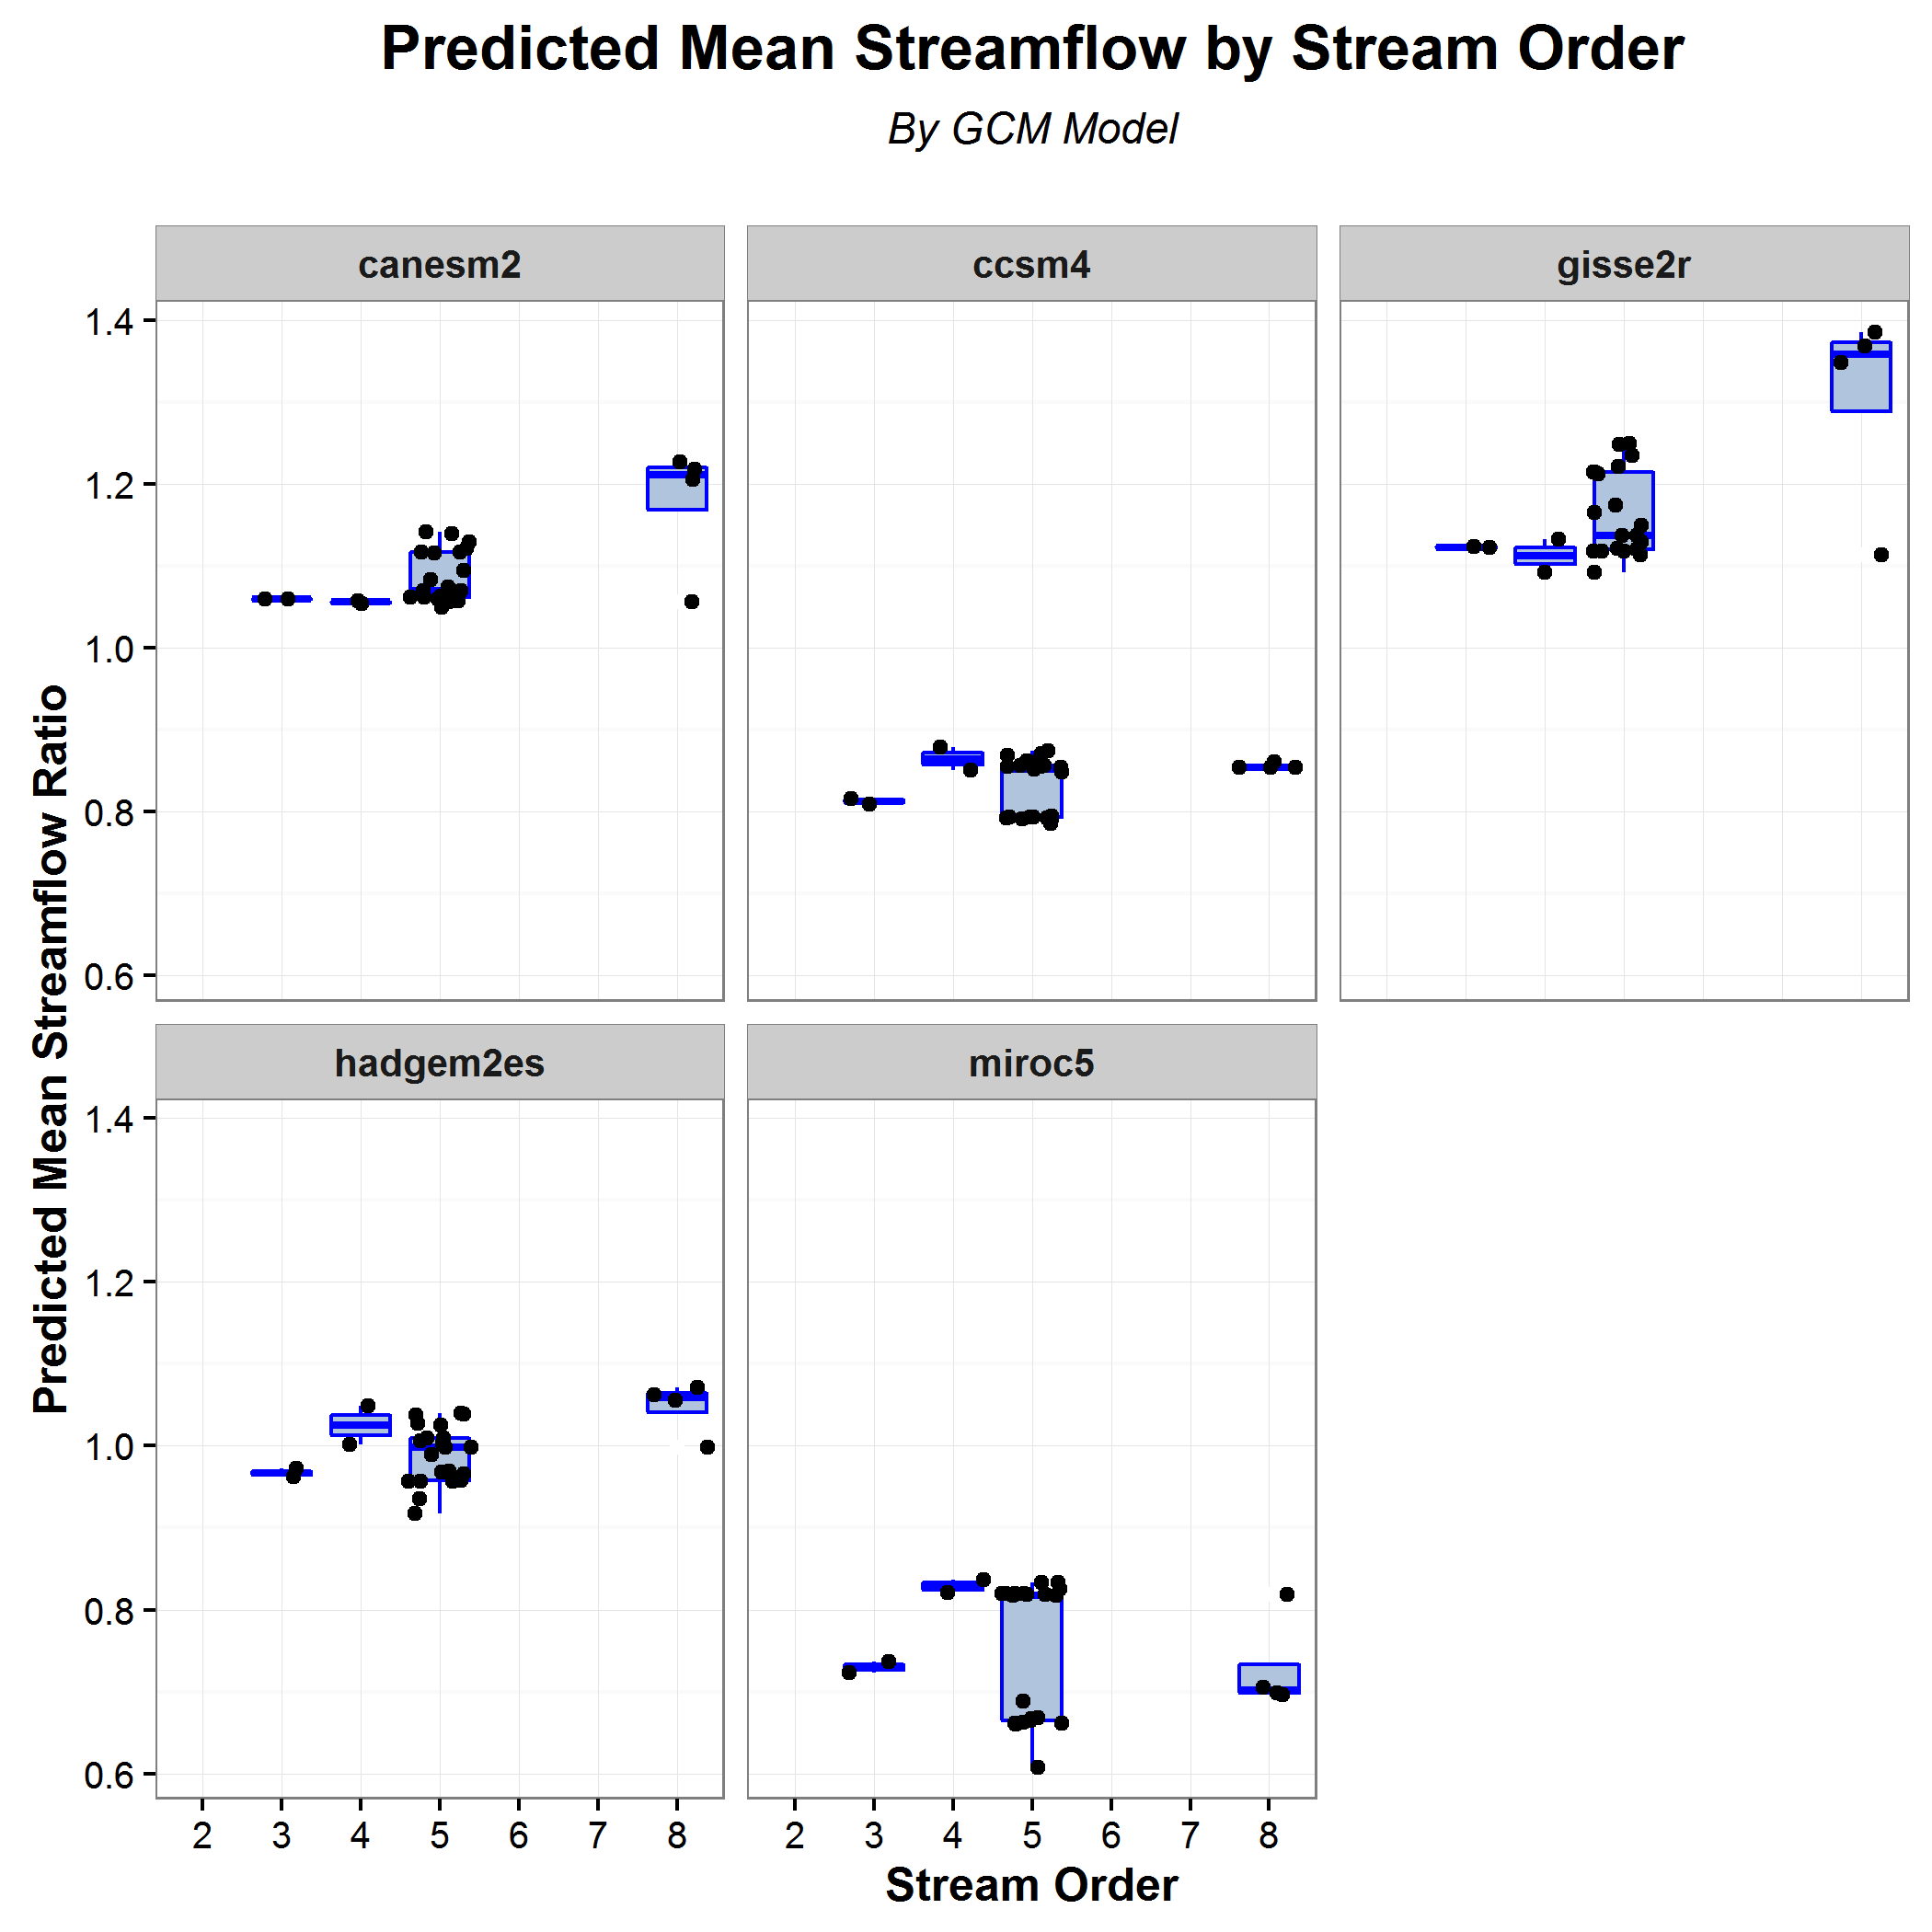 Predicted Mean Streamflow by Stream Order
By GCM Model
canesm2
ccsm4
gisse2r
1.4
1.2
1.0
0.8
0.6
Predicted Mean Streamflow Ratio
hadgem2es
miroc5
1.4
1.2
1.0
0.8
0.6
2 3 4 5 6 7 8
2 3 4 5 6 7 8
Stream Order